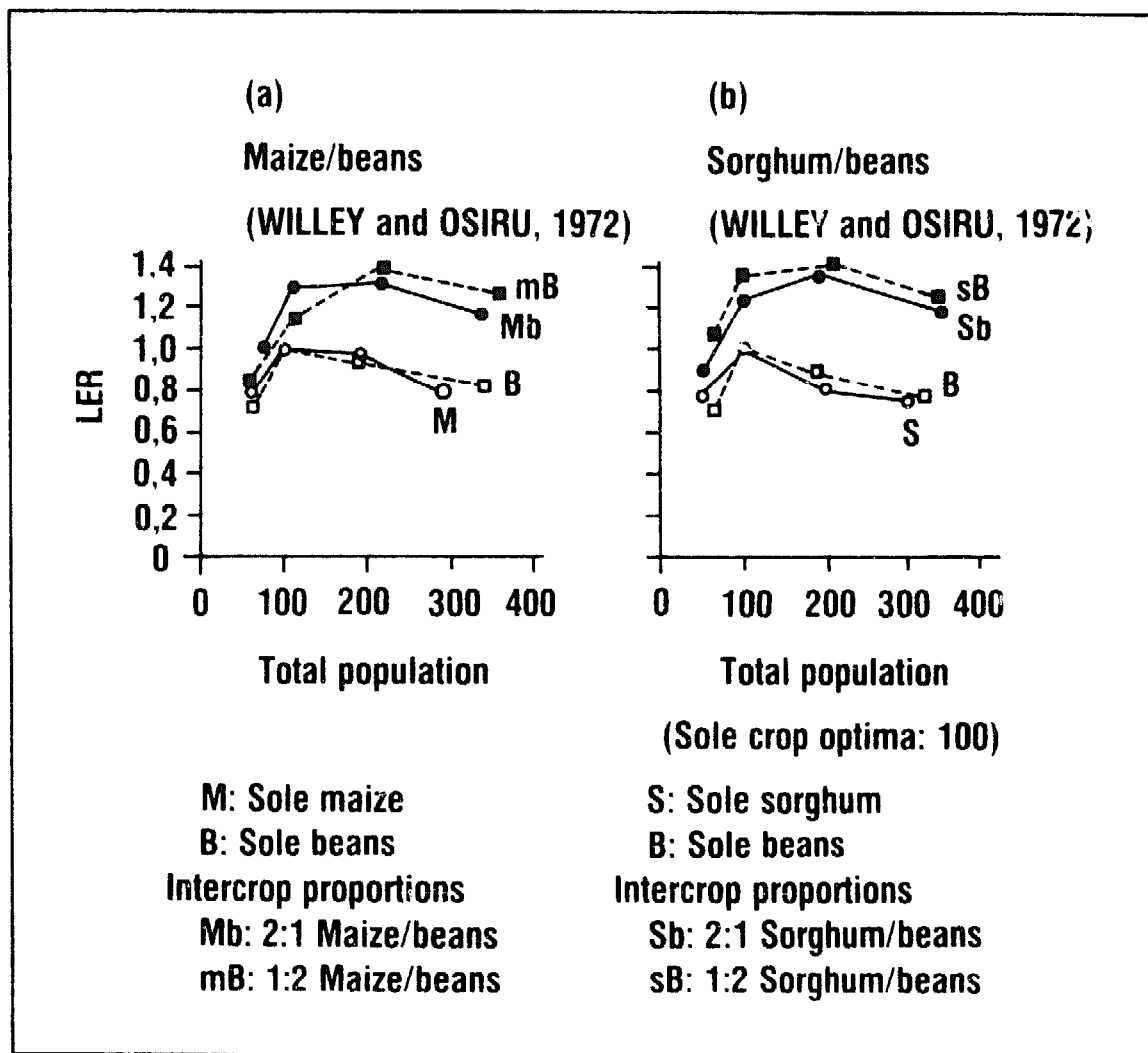 (a)
Maize/beans
(WILLEY and OSIRU, 1972)
1.4
1.2
1,0
0.8
0,6
0,4
0,2
0
LER
mB
Mb
B
M
0 100 200 300 400
Total population
(b)
Sorghum/beans
(WILLEY and OSIRU, 1972)
sB
Sb
B
S
0 100 200 300 400
Total population
(Sole crop optima: 100)
M: Sole maize
B: Sole beans
Intercrop proportions
Mb: 2:1 Maize/beans
mB: 1:2 Maize/beans
S: Sole sorghum
B: Sole beans
Intercrop proportions
Sb: 2:1 Sorghum/beans
sB: 1:2 Sorghum/beans